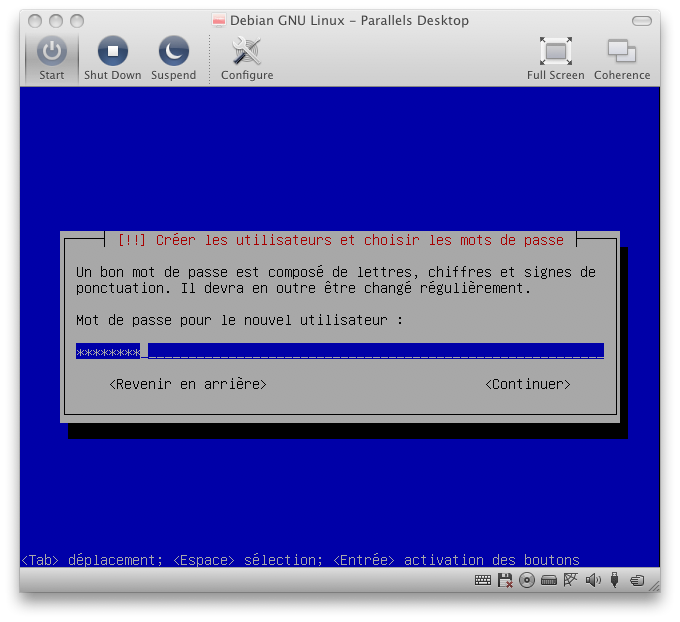 Debian GNU Linux – Parallels Desktop
Start Shut Down Suspend Configure Full Screen Coherence
[!!] Créer les utilisateurs et choisir les mots de passe
Un bon mot de passe est composé de lettres, chiffres et signes de
ponctuation. Il devra en outre être changé régulièrement.
Mot de passe pour le nouvel utilisateur :
********
<Revenir en arrière> <Continuer>
<Tab> déplacement; <Espace> sélection; <Entrée> activation des boutons